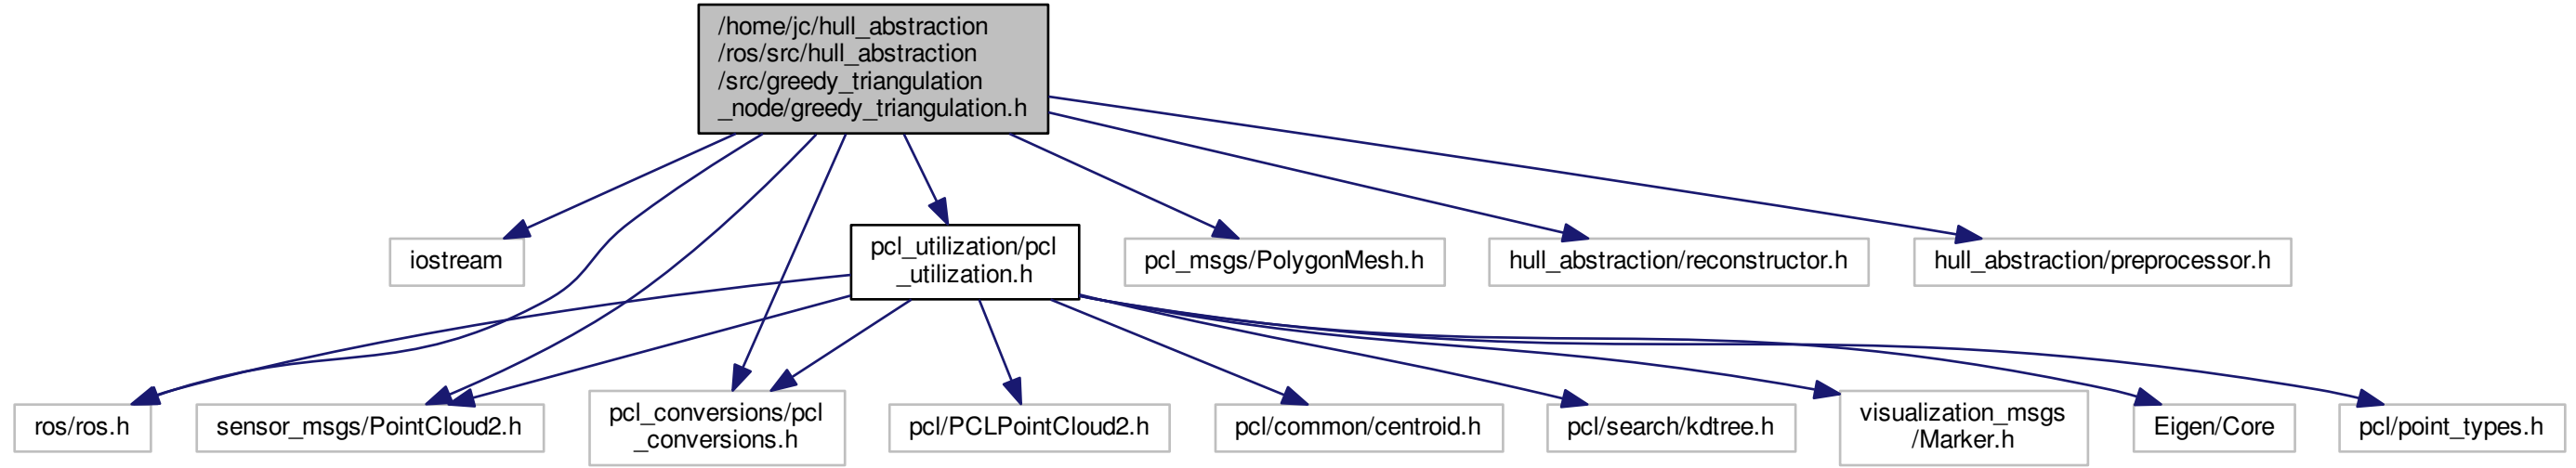 /home/jc/hull_abstraction
/ros/src/hull_abstraction
/src/greedy_triangulation
_node/greedy_triangulation.h
iostream
pcl_utilization/pcl
_utilization.h
pcl_msgs/PolygonMesh.h
hull_abstraction/reconstructor.h
hull_abstraction/preprocessor.h
ros/ros.h
sensor_msgs/PointCloud2.h
pcl_conversions/pcl
_conversions.h
pcl/PCLPointCloud2.h
pcl/common/centroid.h
pcl/search/kdtree.h
visualization_msgs
/Marker.h
Eigen/Core
pcl/point_types.h